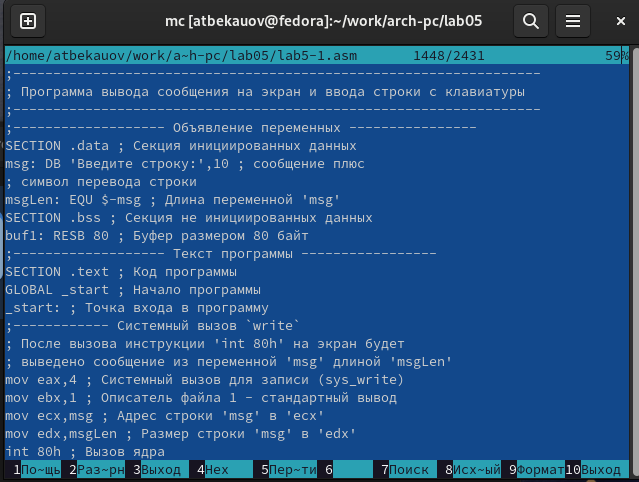 mc [atbekauov@fedora]:~/work/arch-pc/lab05
/home/atbekauov/work/a~h-pc/lab05/lab5-1.asm 1448/2431 59%
;------------------------------------------------------------------
; Программа вывода сообщения на экран и ввода строки с клавиатуры
;------------------------------------------------------------------
;------------------- Объявление переменных ----------------
SECTION .data ; Секция инициированных данных
msg: DB 'Введите строку:',10 ; сообщение плюс
; символ перевода строки
msgLen: EQU $-msg ; Длина переменной 'msg'
SECTION .bss ; Секция не инициированных данных
buf1: RESB 80 ; Буфер размером 80 байт
;------------------- Текст программы -----------------
SECTION .text ; Код программы
GLOBAL _start ; Начало программы
_start: ; Точка входа в программу
;------------ Системный вызов `write`
; После вызова инструкции 'int 80h' на экран будет
; выведено сообщение из переменной 'msg' длиной 'msgLen'
mov eax,4 ; Системный вызов для записи (sys_write)
mov ebx,1 ; Описатель файла 1 - стандартный вывод
mov ecx,msg ; Адрес строки 'msg' в 'ecx'
mov edx,msgLen ; Размер строки 'msg' в 'edx'
int 80h ; Вызов ядра
1По~щь 2Раз~рн 3Выход 4Hex 5Пер~ти 6 7Поиск 8Исх~ый 9Формат 10Выход